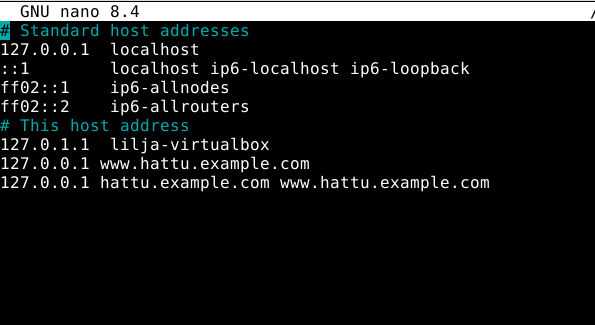 GNU nano 8.4
# Standard host addresses
127.0.0.1  localhost
::1        localhost ip6-localhost ip6-loopback
ff02::1    ip6-allnodes
ff02::2    ip6-allrouters
# This host address
127.0.1.1  lilja-virtualbox
127.0.0.1 www.hattu.example.com
127.0.0.1 hattu.example.com www.hattu.example.com